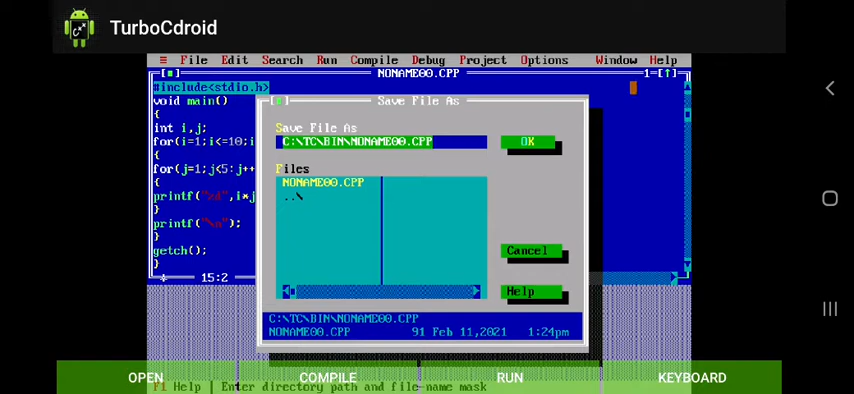 TurboCdroid
≡ File Edit Search Run Compile Debug Project Options Window Help
NONAME00.CPP 1=[↑]
#include<stdio.h>
void main()
{
int i,j;
for(i=1;i<=10;i
{
for(j=1;j<5;j++
{
printf("%d",i*j
}
printf("\n");
}
getch();
}
15:2
Save File As
Save File As
C:\TC\BIN\NONAME00.CPP
OK
Files
NONAME00.CPP
..\
Cancel
Help
C:\TC\BIN\NONAME00.CPP
NONAME00.CPP 91 Feb 11,2021 1:24pm
OPEN COMPILE RUN KEYBOARD
F1 Help | Enter directory path and file-name mask